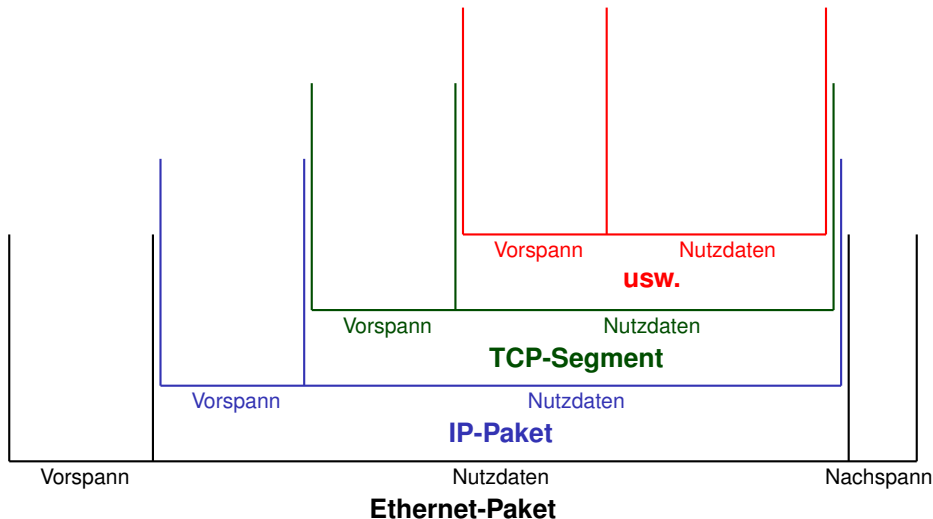 Vorspann Nutzdaten
usw.
Vorspann Nutzdaten
TCP-Segment
Vorspann Nutzdaten
IP-Paket
Vorspann Nutzdaten Nachspann
Ethernet-Paket